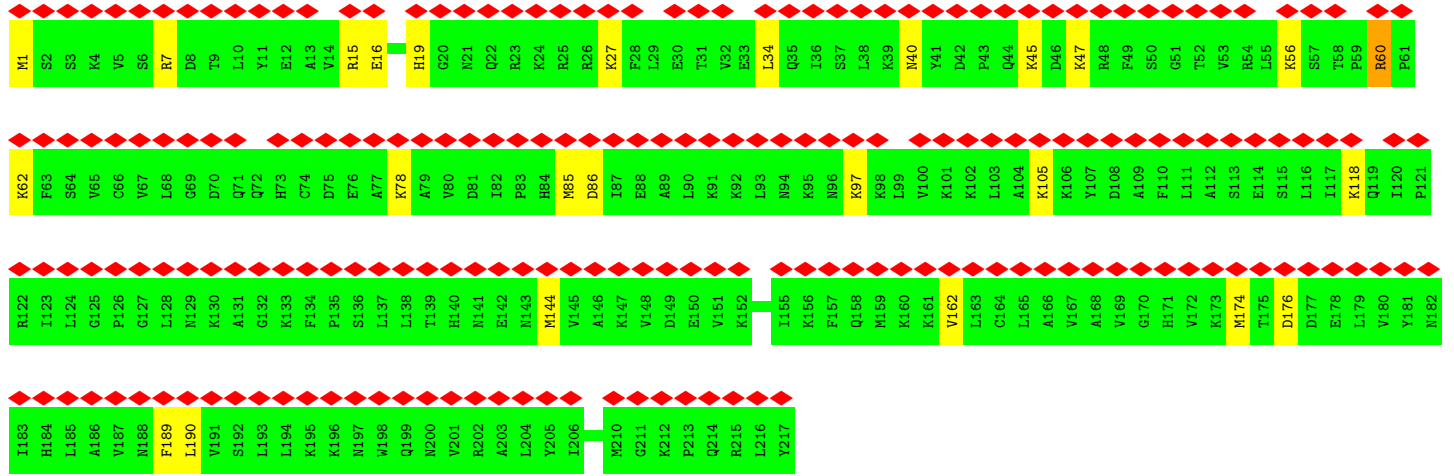 M1 S2 S3 K4 V5 S6 R7 D8 T9 L10 Y11 E12 A13 V14 R15 E16 H19 G20 N21 Q22 R23 K24 R25 R26 K27 F28 L29 E30 T31 V32 E33 L34 Q35 I36 S37 L38 K39 N40 Y41 D42 P43 Q44 K45 D46 K47 R48 F49 S50 G51 T52 V53 R54 L55 K56 S57 T58 P59 R60 P61
K62 F63 S64 V65 C66 V67 L68 G69 D70 Q71 Q72 H73 C74 D75 E76 A77 K78 A79 V80 D81 I82 P83 H84 M85 D86 I87 E88 A89 L90 K91 K92 L93 N94 K95 N96 K97 K98 L99 V100 K101 K102 L103 A104 K105 K106 Y107 D108 A109 F110 L111 A112 S113 E114 S115 L116 I117 K118 Q119 I120 P121
R122 I123 L124 G125 P126 G127 L128 N129 K130 A131 G132 K133 F134 P135 S136 L137 L138 T139 H140 N141 E142 N143 M144 V145 A146 K147 V148 D149 E150 V151 K152 I155 K156 F157 Q158 M159 K160 K161 V162 L163 C164 L165 A166 V167 A168 V169 G170 H171 V172 K173 M174 T175 D176 D177 E178 L179 V180 Y181 N182
I183 H184 L185 A186 V187 N188 F189 L190 V191 S192 L193 L194 K195 K196 N197 W198 Q199 N200 V201 R202 A203 L204 Y205 I206 M210 G211 K212 P213 Q214 R215 L216 Y217